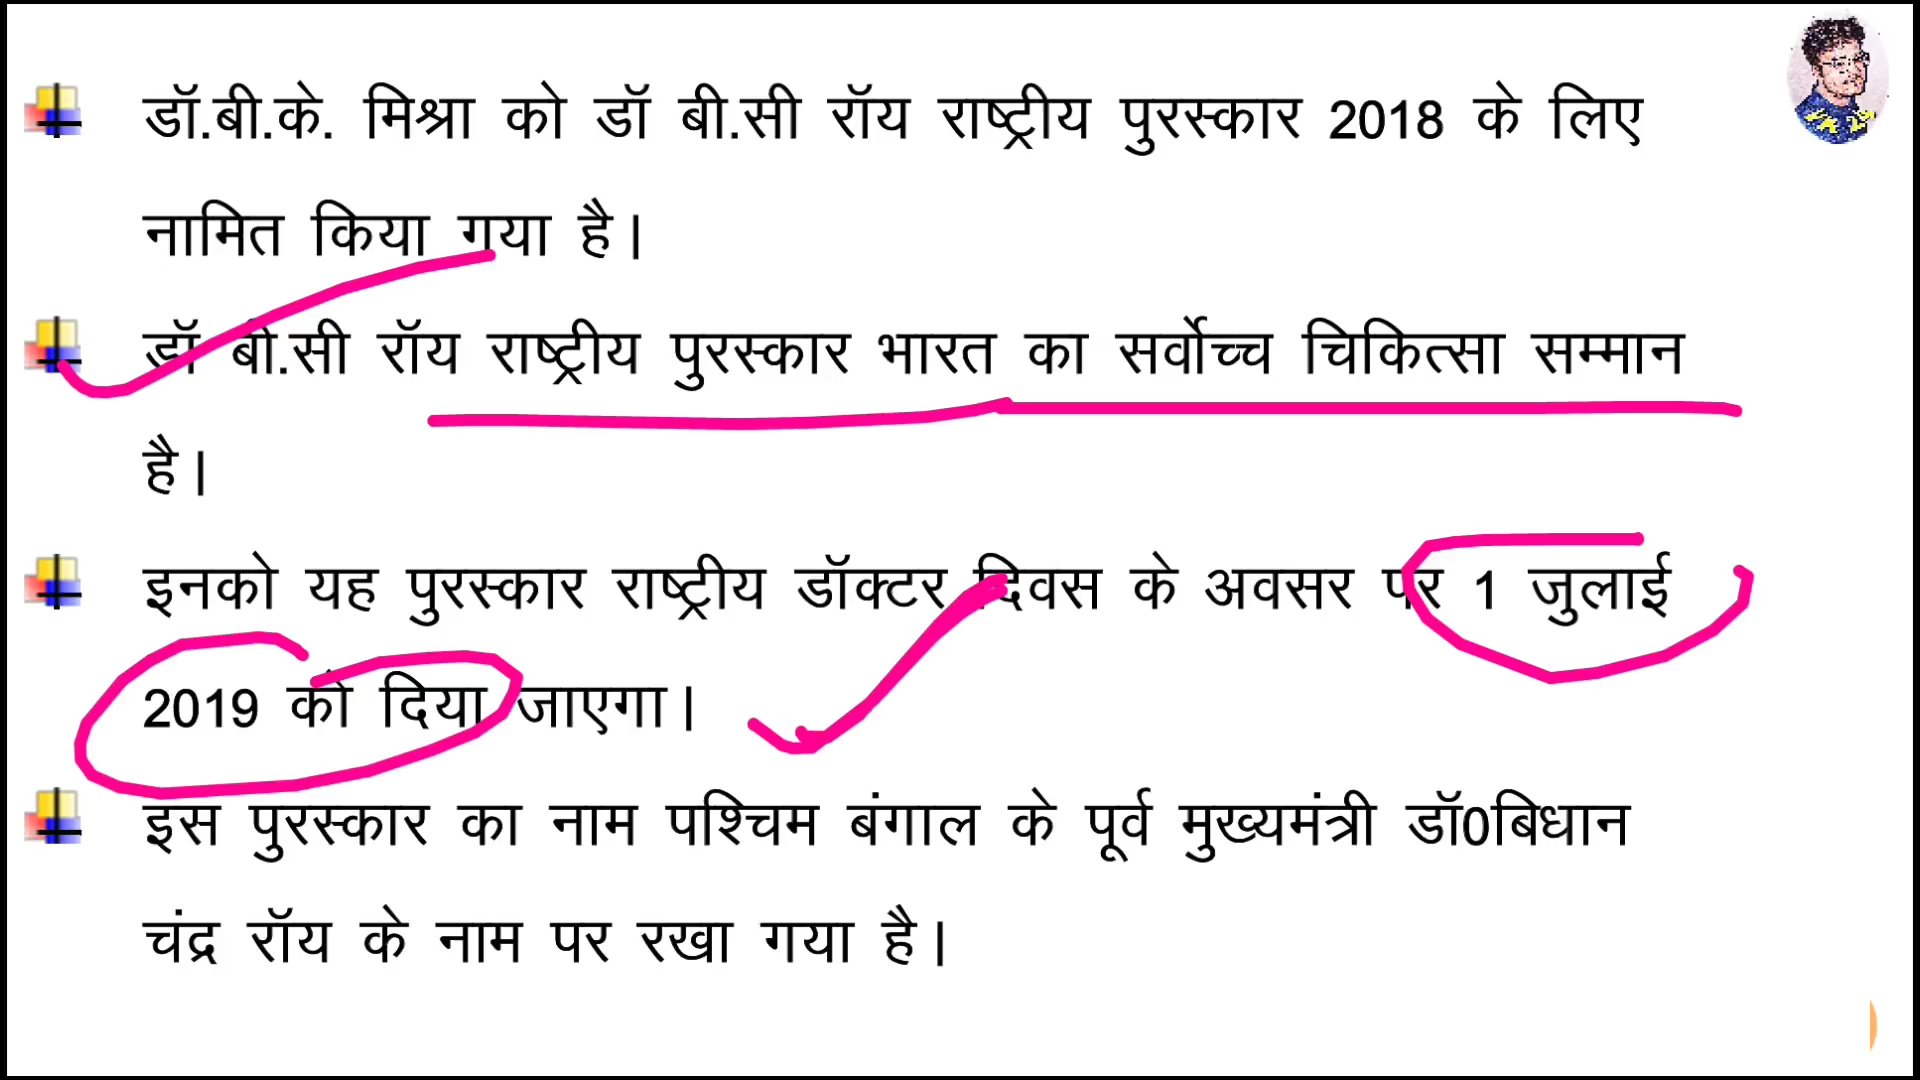 डॉ.बी.के. मिश्रा को डॉ बी.सी रॉय राष्ट्रीय पुरस्कार 2018 के लिए
नामित किया गया है।
डॉ बी.सी रॉय राष्ट्रीय पुरस्कार भारत का सर्वोच्च चिकित्सा सम्मान
है।
इनको यह पुरस्कार राष्ट्रीय डॉक्टर दिवस के अवसर पर 1 जुलाई
2019 को दिया जाएगा।
इस पुरस्कार का नाम पश्चिम बंगाल के पूर्व मुख्यमंत्री डॉ0बिधान
चंद्र रॉय के नाम पर रखा गया है।